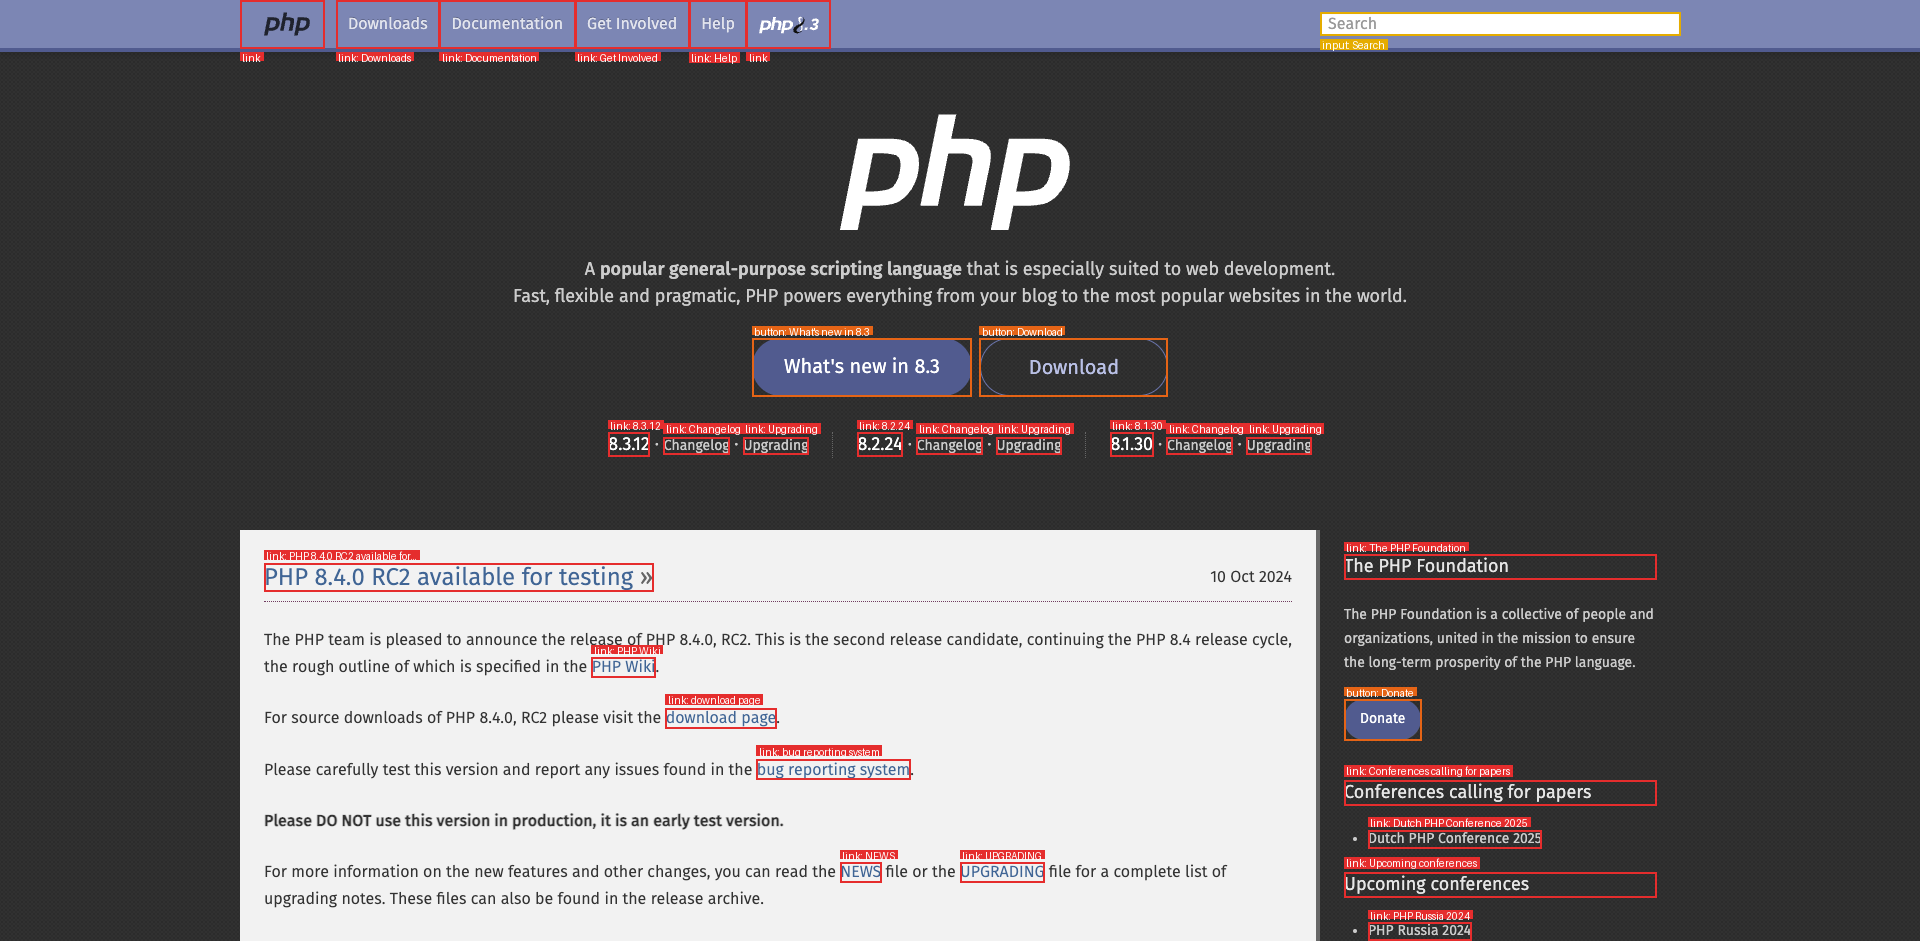 php Downloads Documentation Get Involved Help php8.3 Search
link link: Downloads link: Documentation link: Get Involved link: Help link input: Search
php
A popular general-purpose scripting language that is especially suited to web development.
Fast, flexible and pragmatic, PHP powers everything from your blog to the most popular websites in the world.
button: What's new in 8.3 button: Download
What's new in 8.3 Download
link: 8.3.12 link: Changelog link: Upgrading link: 8.2.24 link: Changelog link: Upgrading link: 8.1.30 link: Changelog link: Upgrading
8.3.12 · Changelog · Upgrading 8.2.24 · Changelog · Upgrading 8.1.30 · Changelog · Upgrading
link: PHP 8.4.0 RC2 available for...
PHP 8.4.0 RC2 available for testing » 10 Oct 2024
The PHP team is pleased to announce the release of PHP 8.4.0, RC2. This is the second release candidate, continuing the PHP 8.4 release cycle,
link: PHP Wiki
the rough outline of which is specified in the PHP Wiki.
link: download page
For source downloads of PHP 8.4.0, RC2 please visit the download page.
link: bug reporting system
Please carefully test this version and report any issues found in the bug reporting system.
Please DO NOT use this version in production, it is an early test version.
link: NEWS link: UPGRADING
For more information on the new features and other changes, you can read the NEWS file or the UPGRADING file for a complete list of
upgrading notes. These files can also be found in the release archive.
link: The PHP Foundation
The PHP Foundation
The PHP Foundation is a collective of people and
organizations, united in the mission to ensure
the long-term prosperity of the PHP language.
button: Donate
Donate
link: Conferences calling for papers
Conferences calling for papers
link: Dutch PHP Conference 2025
• Dutch PHP Conference 2025
link: Upcoming conferences
Upcoming conferences
link: PHP Russia 2024
• PHP Russia 2024